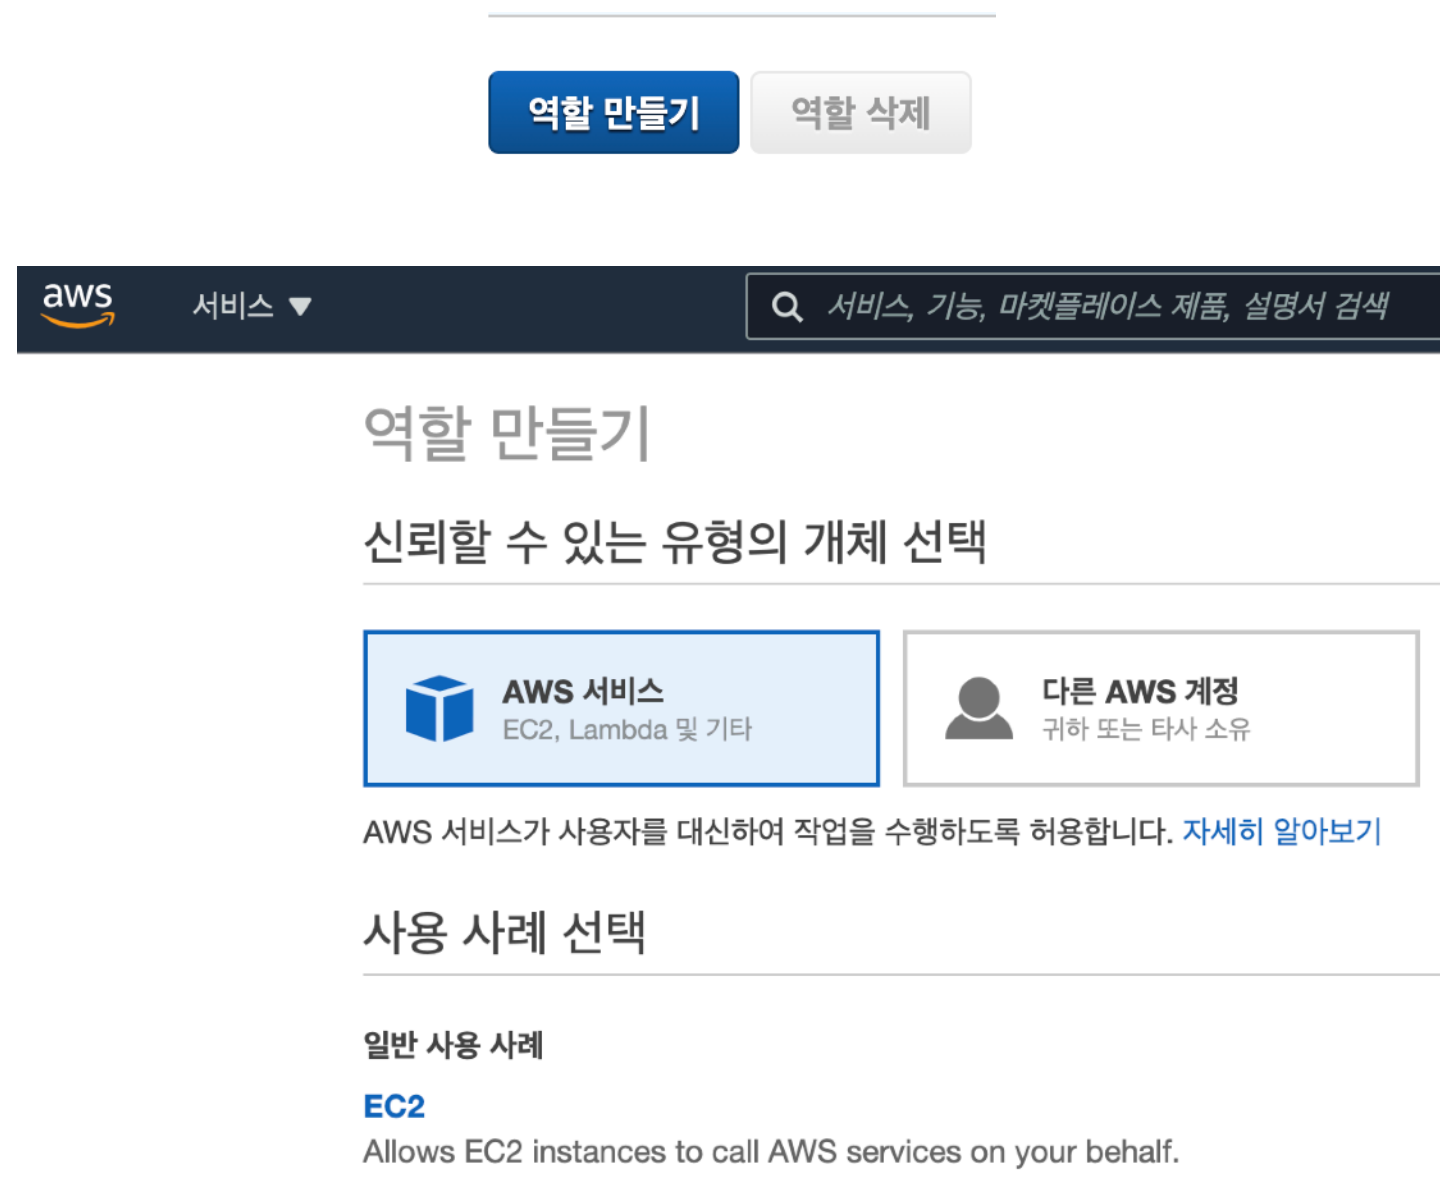 역할 만들기 역할 삭제
aws 서비스 서비스, 기능, 마켓플레이스 제품, 설명서 검색
역할 만들기
신뢰할 수 있는 유형의 개체 선택
AWS 서비스 다른 AWS 계정
EC2, Lambda 및 기타 귀하 또는 타사 소유
AWS 서비스가 사용자를 대신하여 작업을 수행하도록 허용합니다. 자세히 알아보기
사용 사례 선택
일반 사용 사례
EC2
Allows EC2 instances to call AWS services on your behalf.